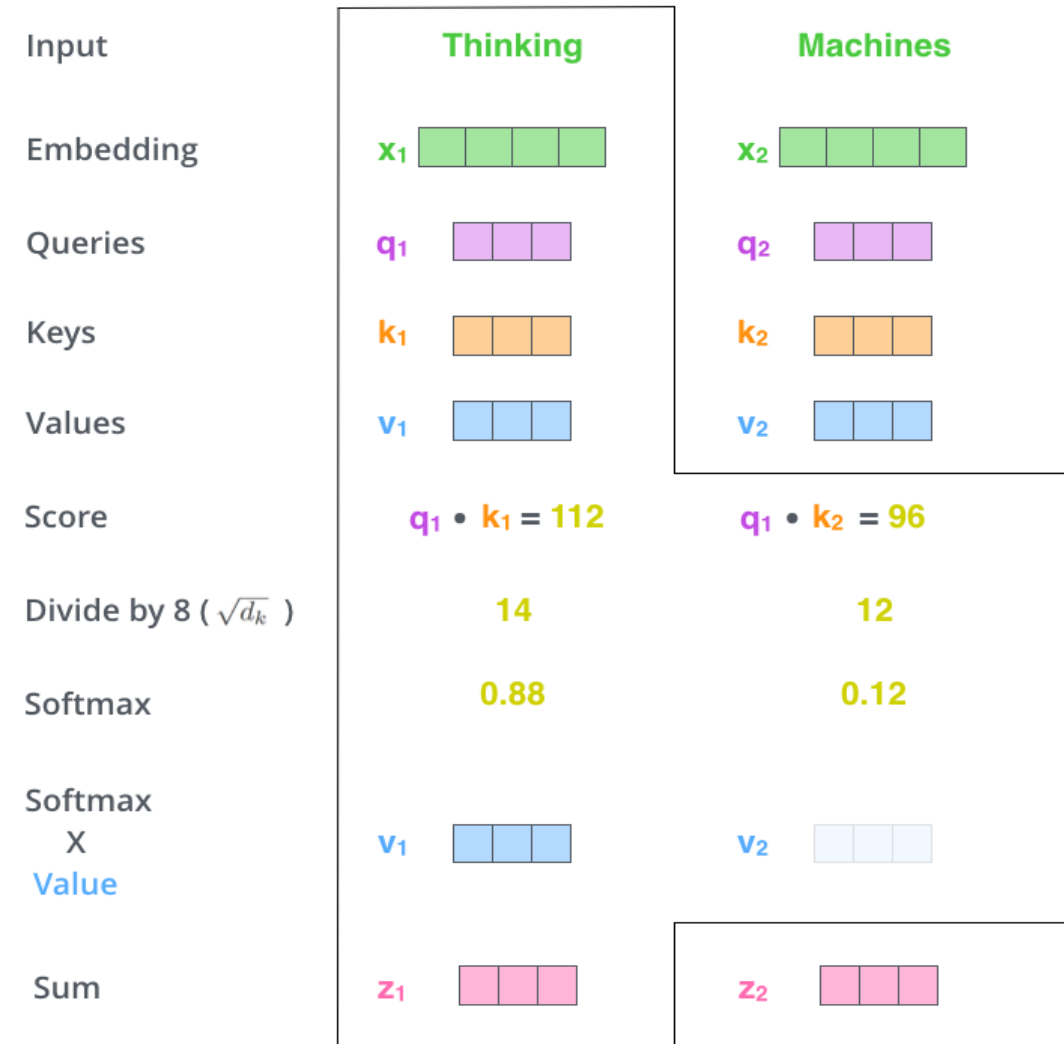 Input Thinking Machines
Embedding x₁ x₂
Queries q₁ q₂
Keys k₁ k₂
Values v₁ v₂
Score q₁ • k₁ = 112 q₁ • k₂ = 96
Divide by 8 ( √dₖ ) 14 12
Softmax 0.88 0.12
Softmax
X v₁ v₂
Value
Sum z₁ z₂